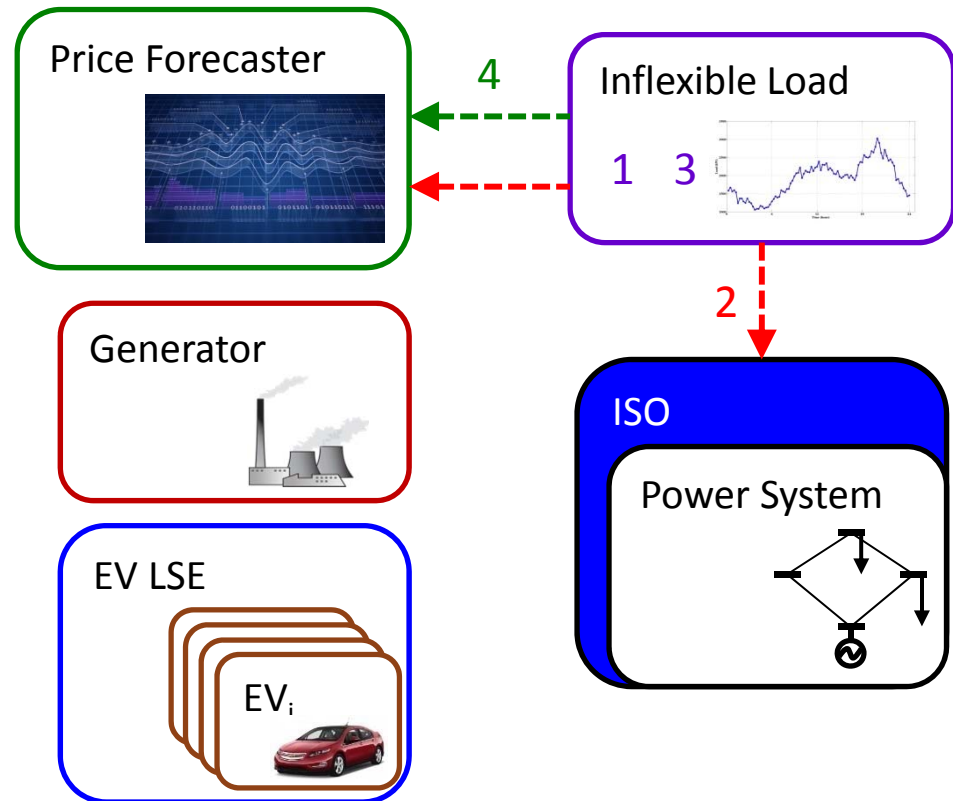 Price Forecaster
4
Inflexible Load
1 3
2
Generator
ISO
Power System
EV LSE
EVᵢ